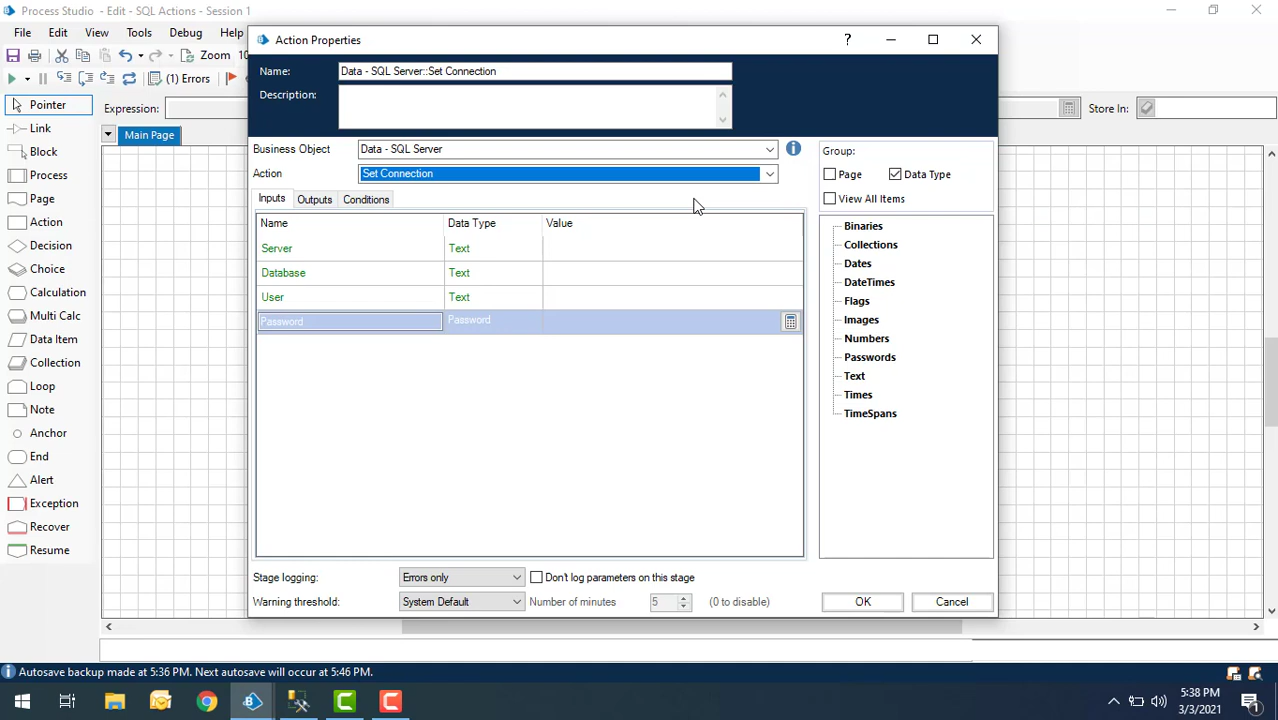 Process Studio - Edit - SQL Actions - Session 1
File Edit View Tools Debug Help
Zoom 10
(1) Errors
Expression:
Store In:
Main Page
Pointer
Link
Block
Process
Page
Action
Decision
Choice
Calculation
Multi Calc
Data Item
Collection
Loop
Note
Anchor
End
Alert
Exception
Recover
Resume
Action Properties
?
Name: Data - SQL Server::Set Connection
Description:
Business Object Data - SQL Server
Action Set Connection
Inputs Outputs Conditions
Name Data Type Value
Server Text
Database Text
User Text
Password Password
Group:
Page Data Type
View All Items
Binaries
Collections
Dates
DateTimes
Flags
Images
Numbers
Passwords
Text
Times
TimeSpans
Stage logging: Errors only Don't log parameters on this stage
Warning threshold: System Default Number of minutes 5 (0 to disable)
OK Cancel
Autosave backup made at 5:36 PM. Next autosave will occur at 5:46 PM.
5:38 PM
3/3/2021
1